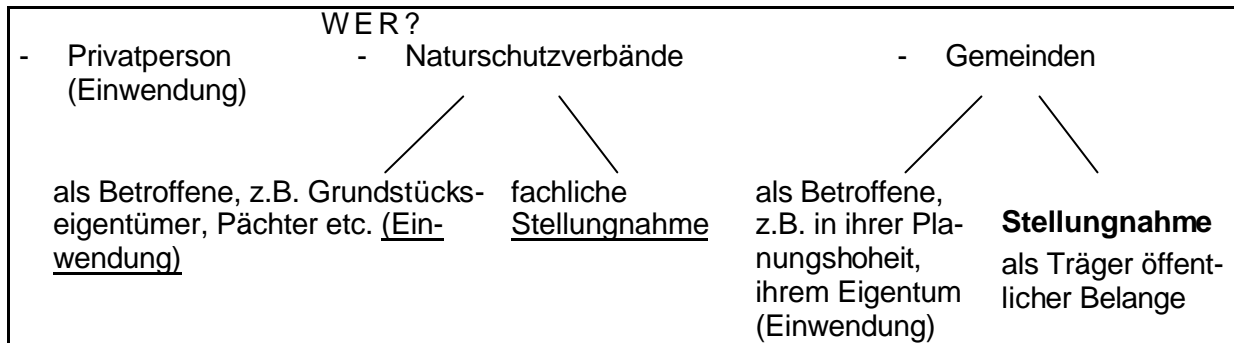 WER?
- Privatperson - Naturschutzverbände - Gemeinden
(Einwendung)
als Betroffene, z.B. Grundstücks-
eigentümer, Pächter etc. (Ein-
wendung)
fachliche
Stellungnahme
als Betroffene,
z.B. in ihrer Pla-
nungshoheit,
ihrem Eigentum
(Einwendung)
Stellungnahme
als Träger öffent-
licher Belange